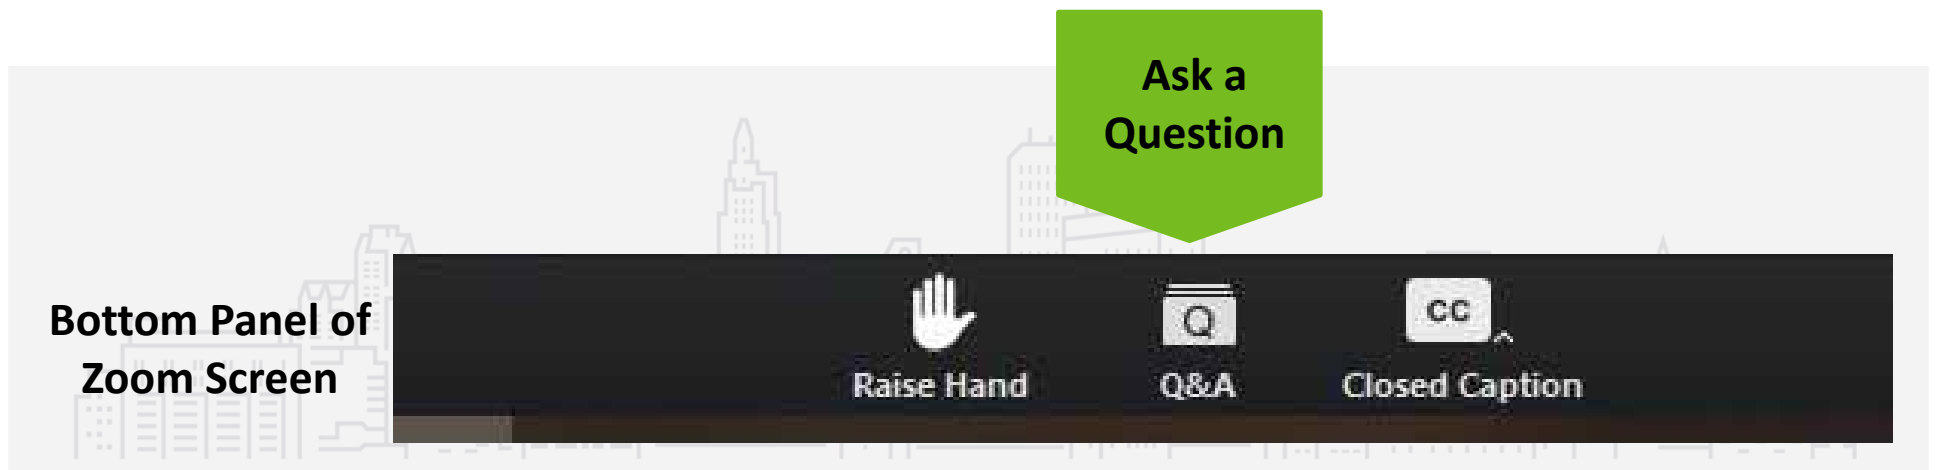 Ask a
Question
Bottom Panel of
Zoom Screen
Q
CC
Raise Hand
Q&A
Closed Caption